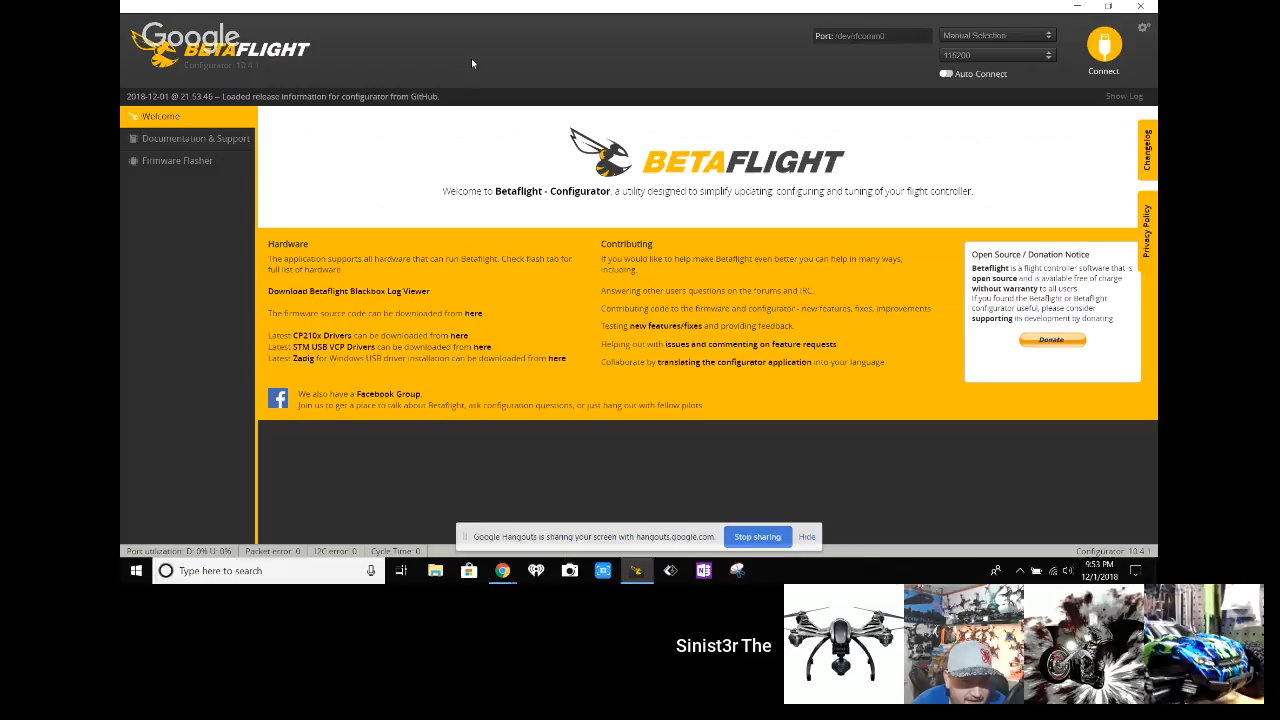 Google
BETAFLIGHT
Configurator 10.4.1
Port: /dev/rfcomm0
Manual Selection
115200
Auto Connect
Connect
2018-12-01 @ 21.53.46 -- Loaded release information for configurator from GitHub.
Show Log
Welcome
Documentation & Support
Firmware Flasher
BETAFLIGHT
Welcome to Betaflight - Configurator, a utility designed to simplify updating, configuring and tuning of your flight controller.
Changelog
Privacy Policy
Hardware
The application supports all hardware that can run Betaflight. Check flash tab for
full list of hardware.
Download Betaflight Blackbox Log Viewer
The firmware source code can be downloaded from here
Latest CP210x Drivers can be downloaded from here
Latest STM USB VCP Drivers can be downloaded from here
Latest Zadig for Windows USB driver installation can be downloaded from here
Contributing
If you would like to help make Betaflight even better you can help in many ways,
including.
Answering other users questions on the forums and IRC.
Contributing code to the firmware and configurator - new features, fixes, improvements
Testing new features/fixes and providing feedback.
Helping out with issues and commenting on feature requests
Collaborate by translating the configurator application into your language.
Open Source / Donation Notice
Betaflight is a flight controller software that is
open source and is available free of charge
without warranty to all users.
If you found the Betaflight or Betaflight
configurator useful, please consider
supporting its development by donating
Donate
We also have a Facebook Group.
Join us to get a place to talk about Betaflight, ask configuration questions, or just hang out with fellow pilots
Google Hangouts is sharing your screen with hangouts.google.com.
Stop sharing
Hide
Port utilization: D: 0% U: 0%
Packet error: 0
I2C error: 0
Cycle Time: 0
Configurator: 10.4.1
Type here to search
9:53 PM
12/1/2018
Sinist3r The